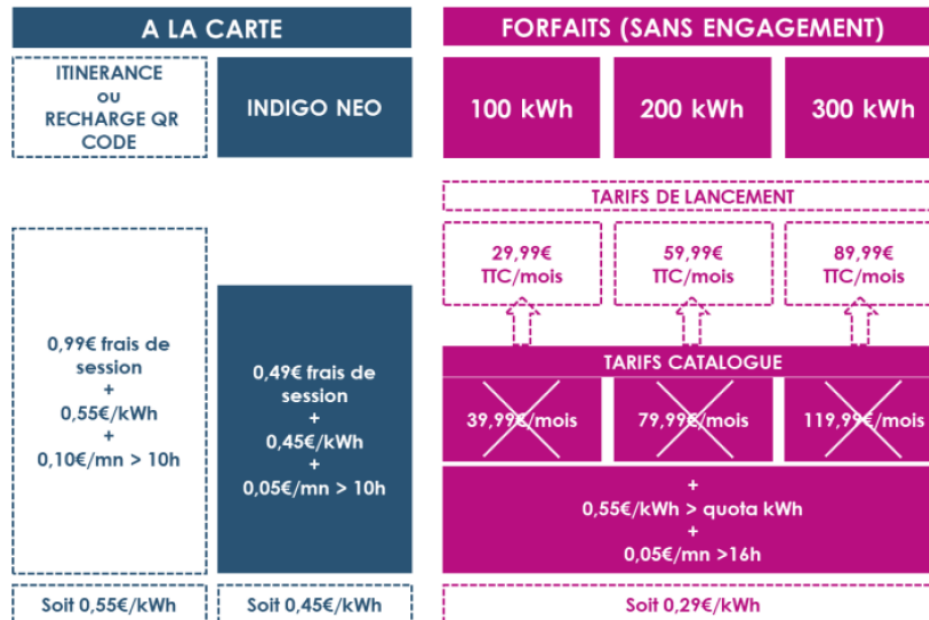 A LA CARTE
ITINERANCE
ou
RECHARGE QR
CODE
INDIGO NEO
0,99€ frais de
session
+
0,55€/kWh
+
0,10€/mn > 10h
0,49€ frais de
session
+
0,45€/kWh
+
0,05€/mn > 10h
Soit 0,55€/kWh
Soit 0,45€/kWh
FORFAITS (SANS ENGAGEMENT)
100 kWh
200 kWh
300 kWh
TARIFS DE LANCEMENT
29,99€
TTC/mois
59,99€
TTC/mois
89,99€
TTC/mois
TARIFS CATALOGUE
39,99€/mois
79,99€/mois
119,99€/mois
+
0,55€/kWh > quota kWh
+
0,05€/mn >16h
Soit 0,29€/kWh